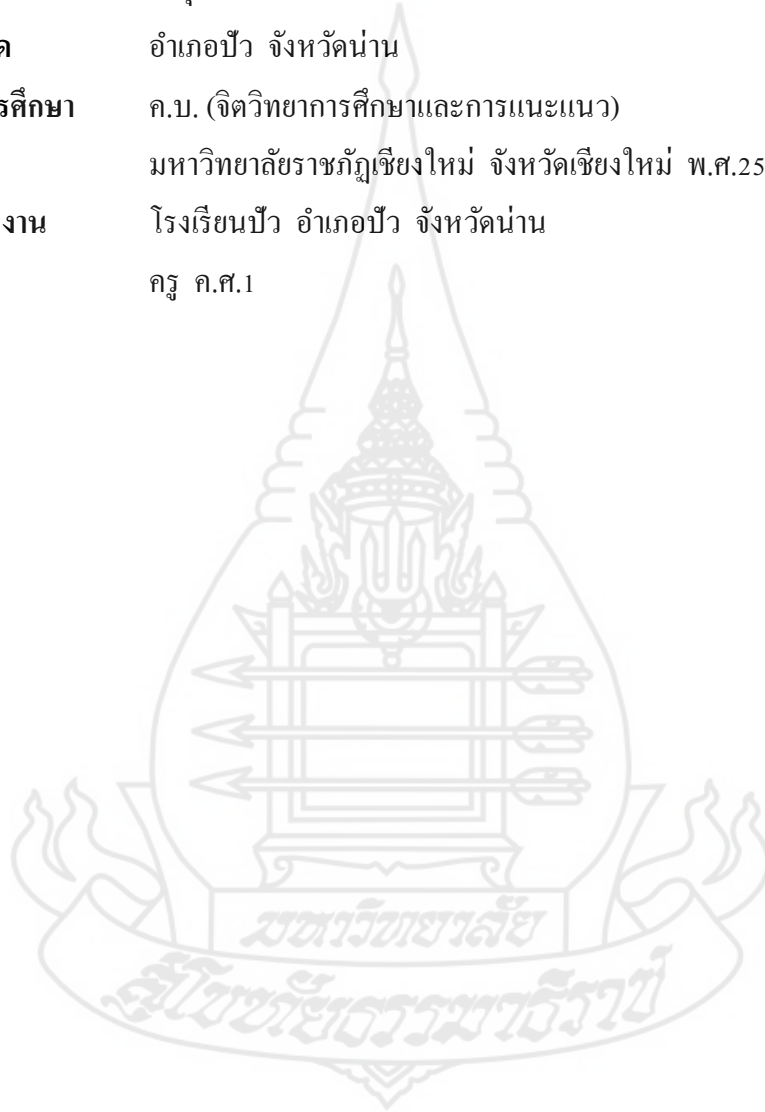 ด อำเภอปัว จังหวัดน่าน
รศึกษา ค.บ. (จิตวิทยาการศึกษาและการแนะแนว)
มหาวิทยาลัยราชภัฏเชียงใหม่ จังหวัดเชียงใหม่ พ.ศ.25
งาน โรงเรียนปัว อำเภอปัว จังหวัดน่าน
ครู ค.ศ.1
มหาวิทยาลัย
สุโขทัยธรรมาธิราช